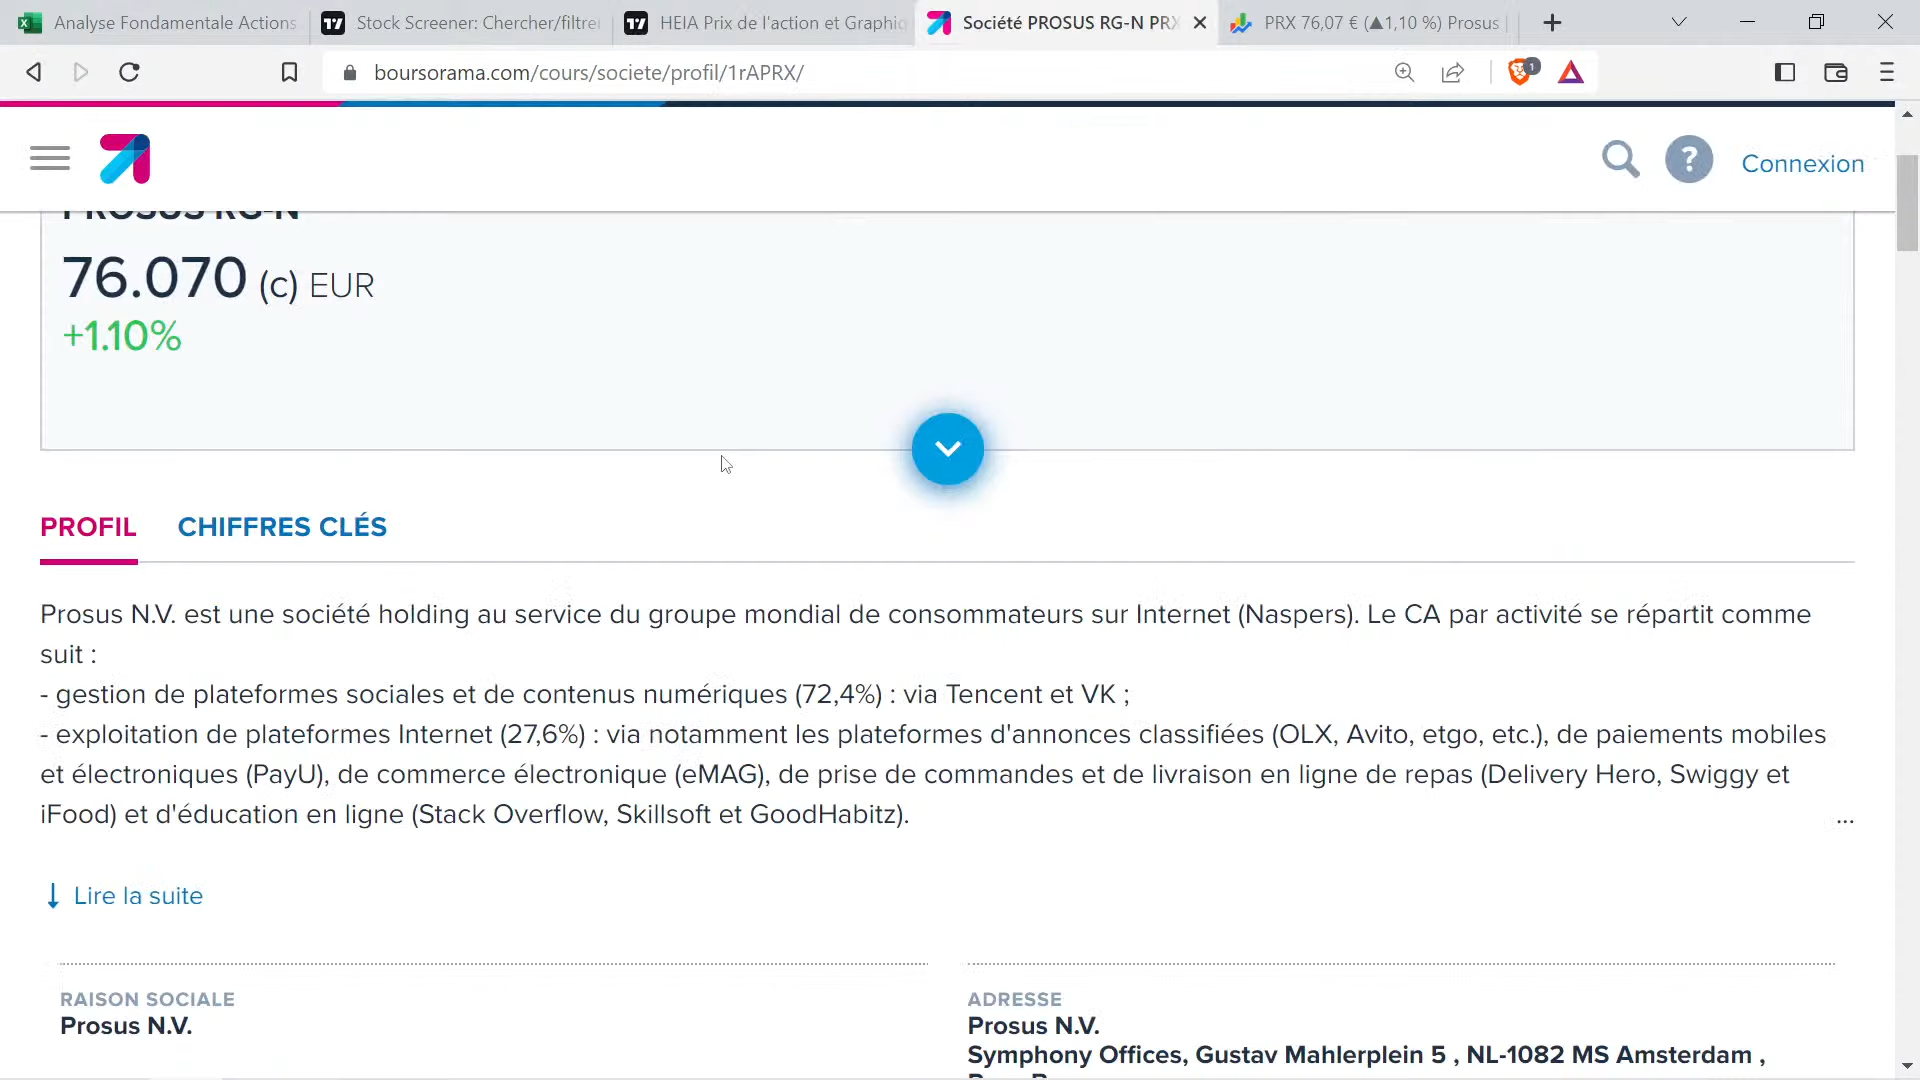 Analyse Fondamentale Actions
Stock Screener: Chercher/filtrer
HEIA Prix de l'action et Graphiq
Société PROSUS RG-N PRX
PRX 76,07 € (▲1,10 %) Prosus
boursorama.com/cours/societe/profil/1rAPRX/
1
?
Connexion
PROSUS RG-N
76.070 (c) EUR
+1.10%
PROFIL CHIFFRES CLÉS
Prosus N.V. est une société holding au service du groupe mondial de consommateurs sur Internet (Naspers). Le CA par activité se répartit comme
suit :
- gestion de plateformes sociales et de contenus numériques (72,4%) : via Tencent et VK ;
- exploitation de plateformes Internet (27,6%) : via notamment les plateformes d'annonces classifiées (OLX, Avito, etgo, etc.), de paiements mobiles
et électroniques (PayU), de commerce électronique (eMAG), de prise de commandes et de livraison en ligne de repas (Delivery Hero, Swiggy et
iFood) et d'éducation en ligne (Stack Overflow, Skillsoft et GoodHabitz).
...
Lire la suite
RAISON SOCIALE
Prosus N.V.
ADRESSE
Prosus N.V.
Symphony Offices, Gustav Mahlerplein 5 , NL-1082 MS Amsterdam ,